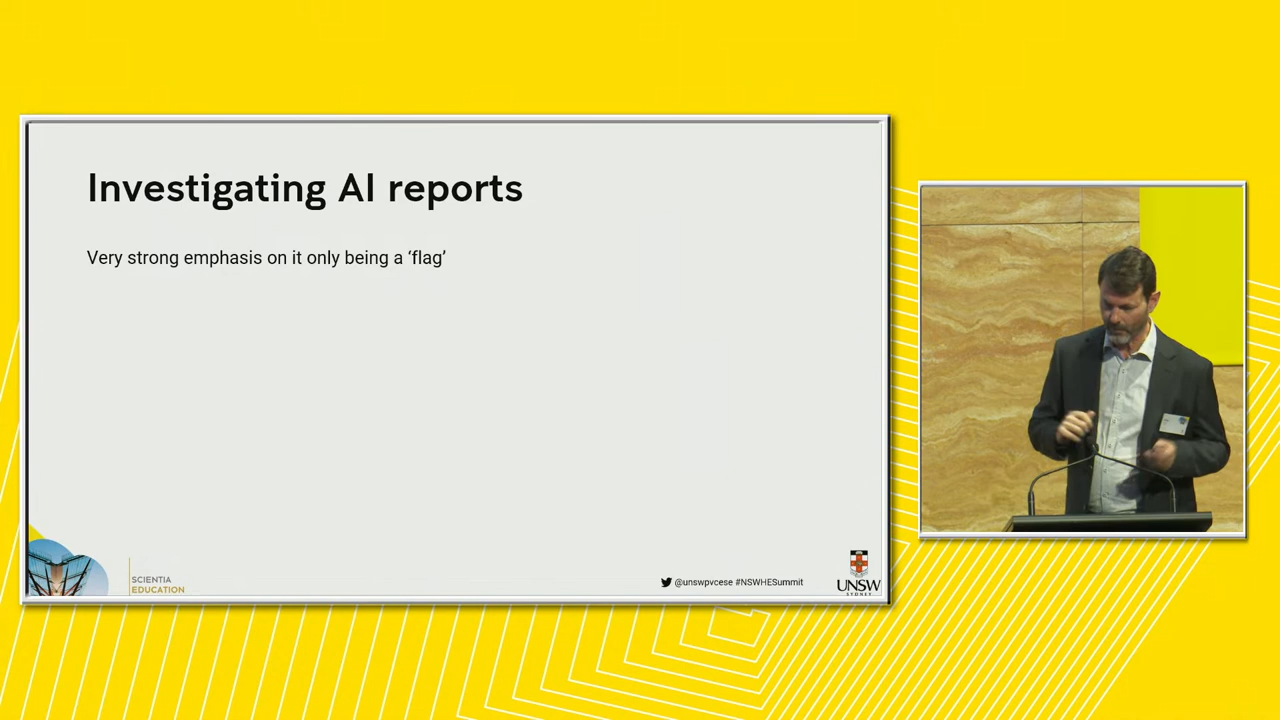 Investigating AI reports
Very strong emphasis on it only being a ‘flag’
SCIENTIA
EDUCATION
@unswpvcese #NSWHESummit
UNSW
SYDNEY